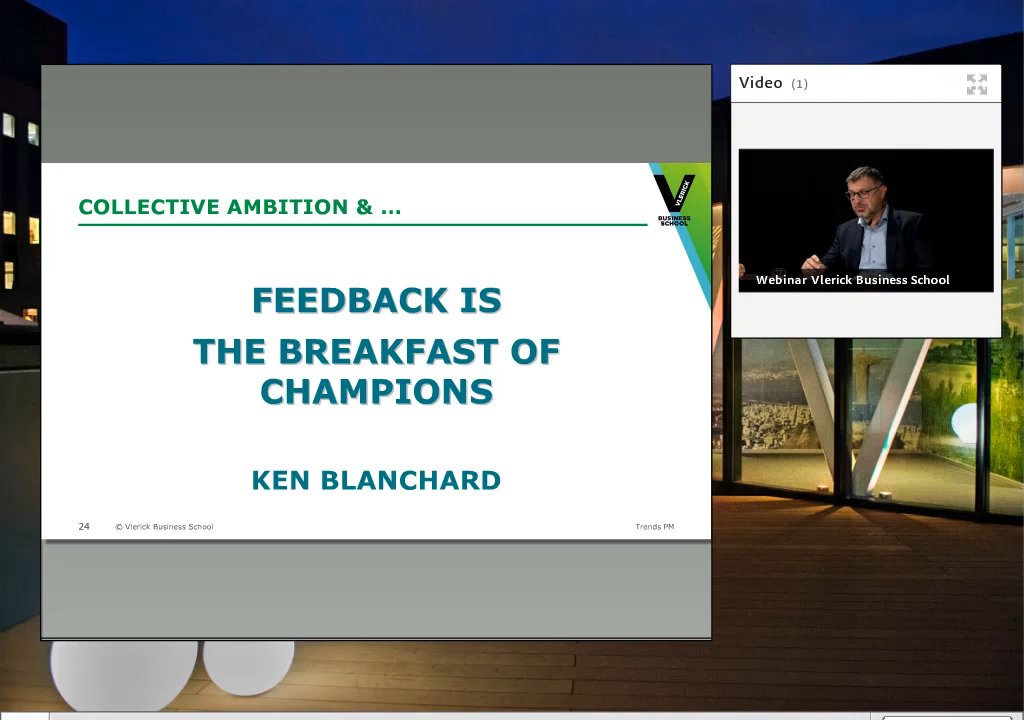 COLLECTIVE AMBITION & ...
VLERICK
BUSINESS
SCHOOL
FEEDBACK IS
THE BREAKFAST OF
CHAMPIONS
KEN BLANCHARD
24 © Vlerick Business School Trends PM
Video (1)
Webinar Vlerick Business School